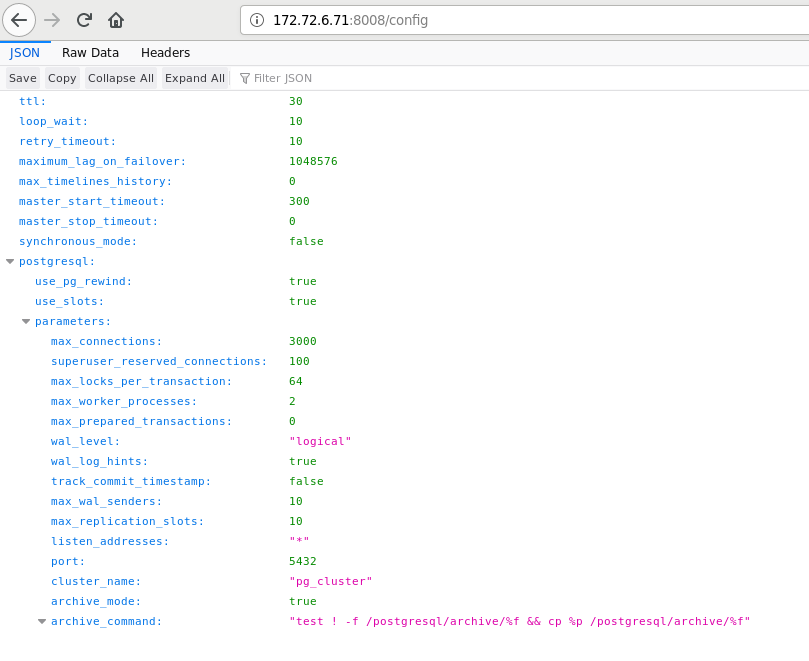 172.72.6.71:8008/config
JSON Raw Data Headers
Save Copy Collapse All Expand All Filter JSON
ttl: 30
loop_wait: 10
retry_timeout: 10
maximum_lag_on_failover: 1048576
max_timelines_history: 0
master_start_timeout: 300
master_stop_timeout: 0
synchronous_mode: false
postgresql:
use_pg_rewind: true
use_slots: true
parameters:
max_connections: 3000
superuser_reserved_connections: 100
max_locks_per_transaction: 64
max_worker_processes: 2
max_prepared_transactions: 0
wal_level: "logical"
wal_log_hints: true
track_commit_timestamp: false
max_wal_senders: 10
max_replication_slots: 10
listen_addresses: "*"
port: 5432
cluster_name: "pg_cluster"
archive_mode: true
archive_command: "test ! -f /postgresql/archive/%f && cp %p /postgresql/archive/%f"